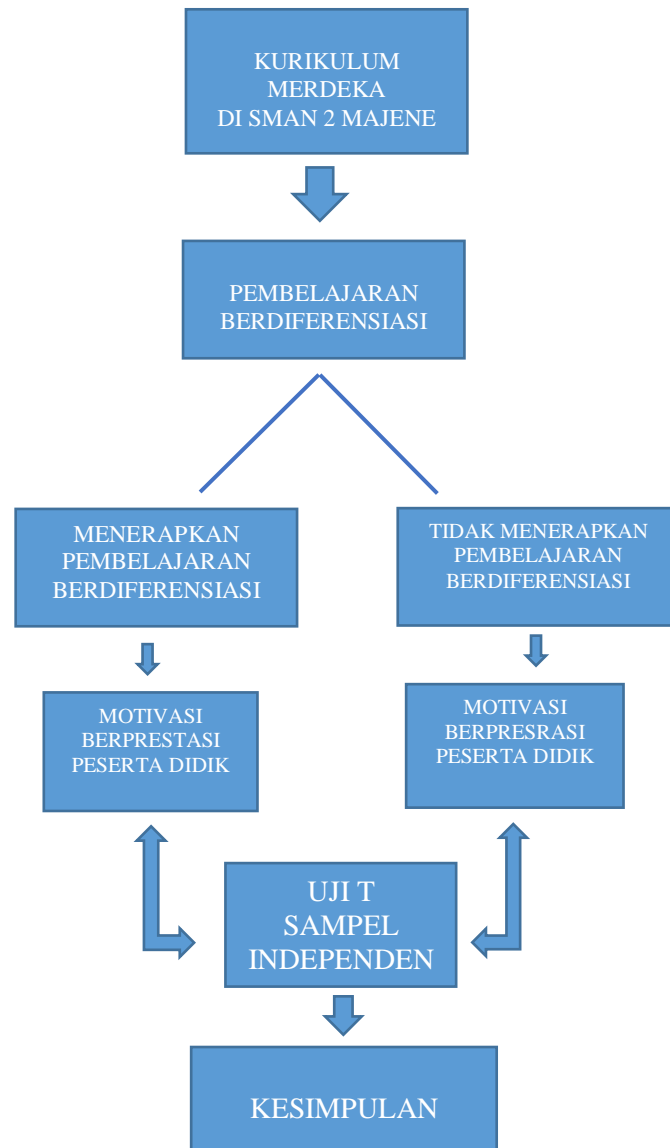 KURIKULUM
MERDEKA
DI SMAN 2 MAJENE
PEMBELAJARAN
BERDIFERENSIASI
MENERAPKAN
PEMBELAJARAN
BERDIFERENSIASI
TIDAK MENERAPKAN
PEMBELAJARAN
BERDIFERENSIASI
MOTIVASI
BERPRESTASI
PESERTA DIDIK
MOTIVASI
BERPRESRASI
PESERTA DIDIK
UJI T
SAMPEL
INDEPENDEN
KESIMPULAN